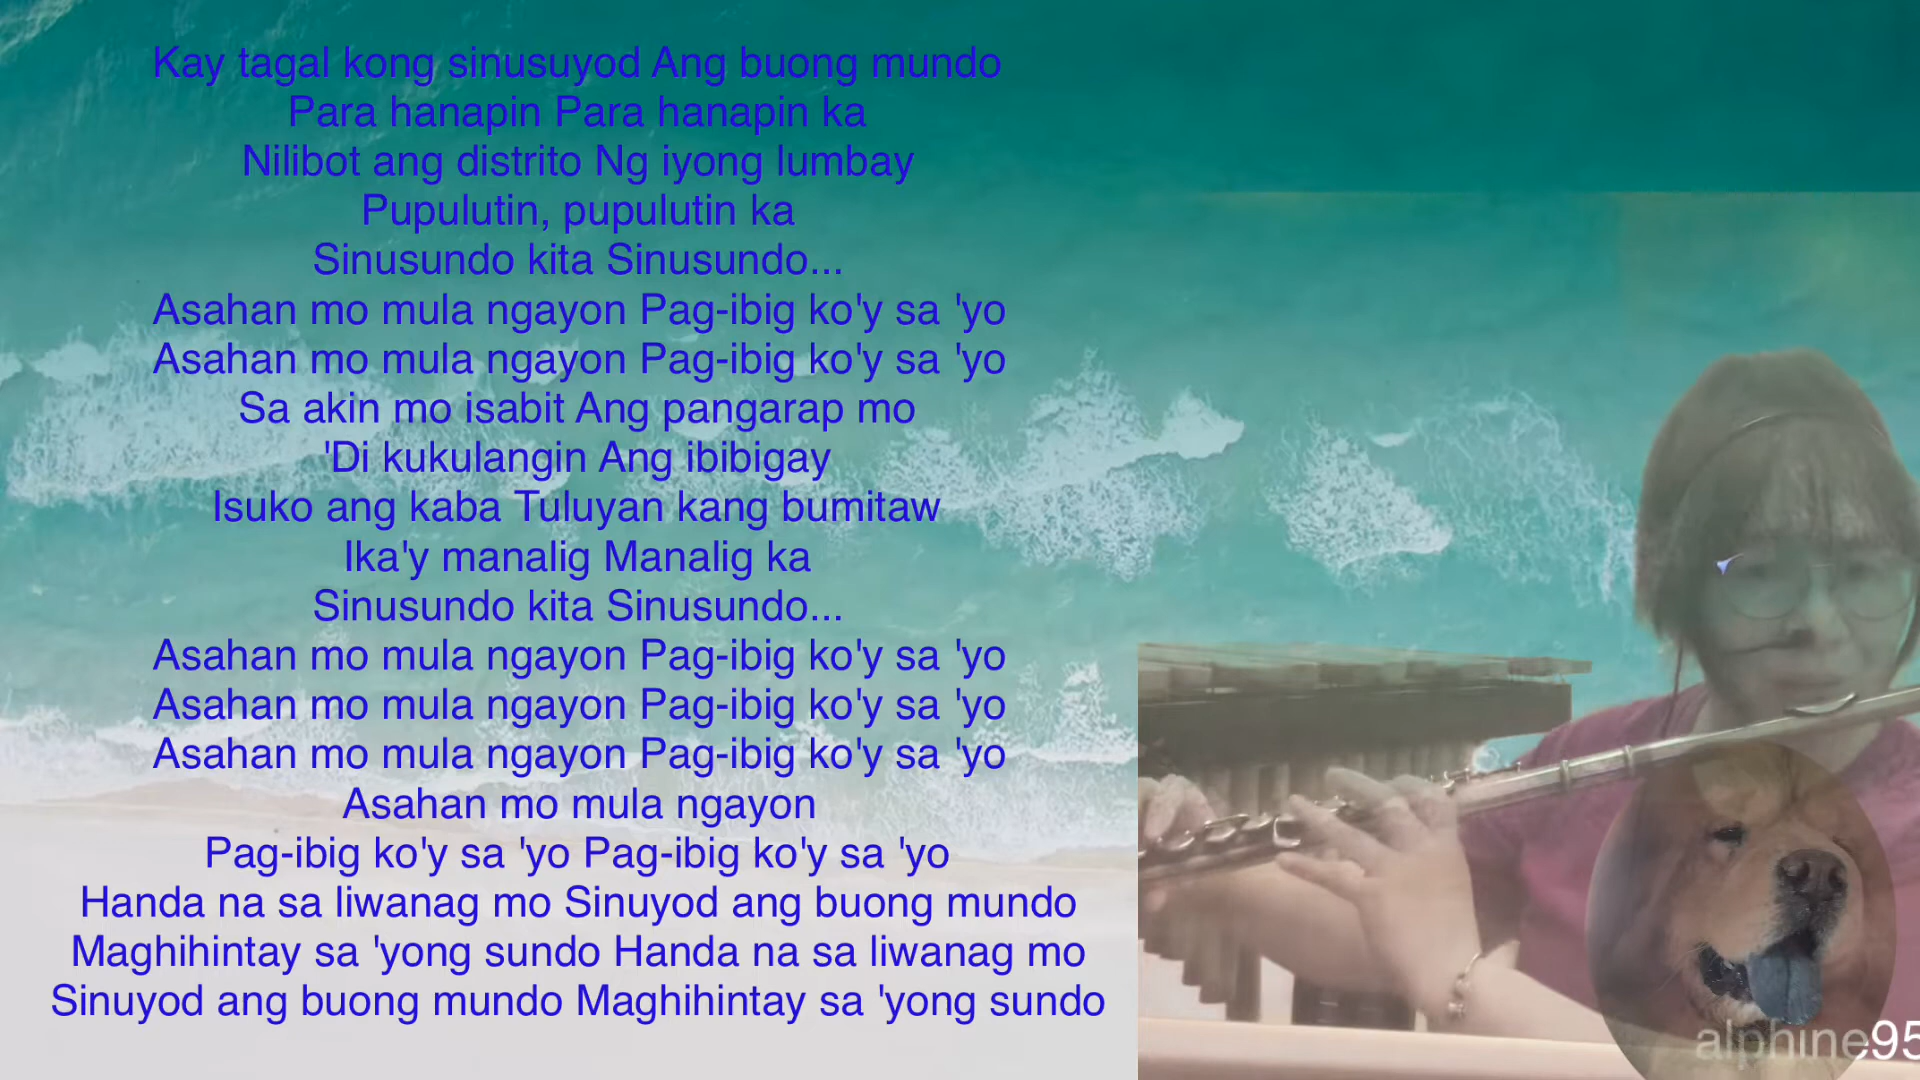 Kay tagal kong sinusuyod Ang buong mundo
Para hanapin Para hanapin ka
Nilibot ang distrito Ng iyong lumbay
Pupulutin, pupulutin ka
Sinusundo kita Sinusundo...
Asahan mo mula ngayon Pag-ibig ko'y sa 'yo
Asahan mo mula ngayon Pag-ibig ko'y sa 'yo
Sa akin mo isabit Ang pangarap mo
'Di kukulangin Ang ibibigay
Isuko ang kaba Tuluyan kang bumitaw
Ika'y manalig Manalig ka
Sinusundo kita Sinusundo...
Asahan mo mula ngayon Pag-ibig ko'y sa 'yo
Asahan mo mula ngayon Pag-ibig ko'y sa 'yo
Asahan mo mula ngayon Pag-ibig ko'y sa 'yo
Asahan mo mula ngayon
Pag-ibig ko'y sa 'yo Pag-ibig ko'y sa 'yo
Handa na sa liwanag mo Sinuyod ang buong mundo
Maghihintay sa 'yong sundo Handa na sa liwanag mo
Sinuyod ang buong mundo Maghihintay sa 'yong sundo
alphine95